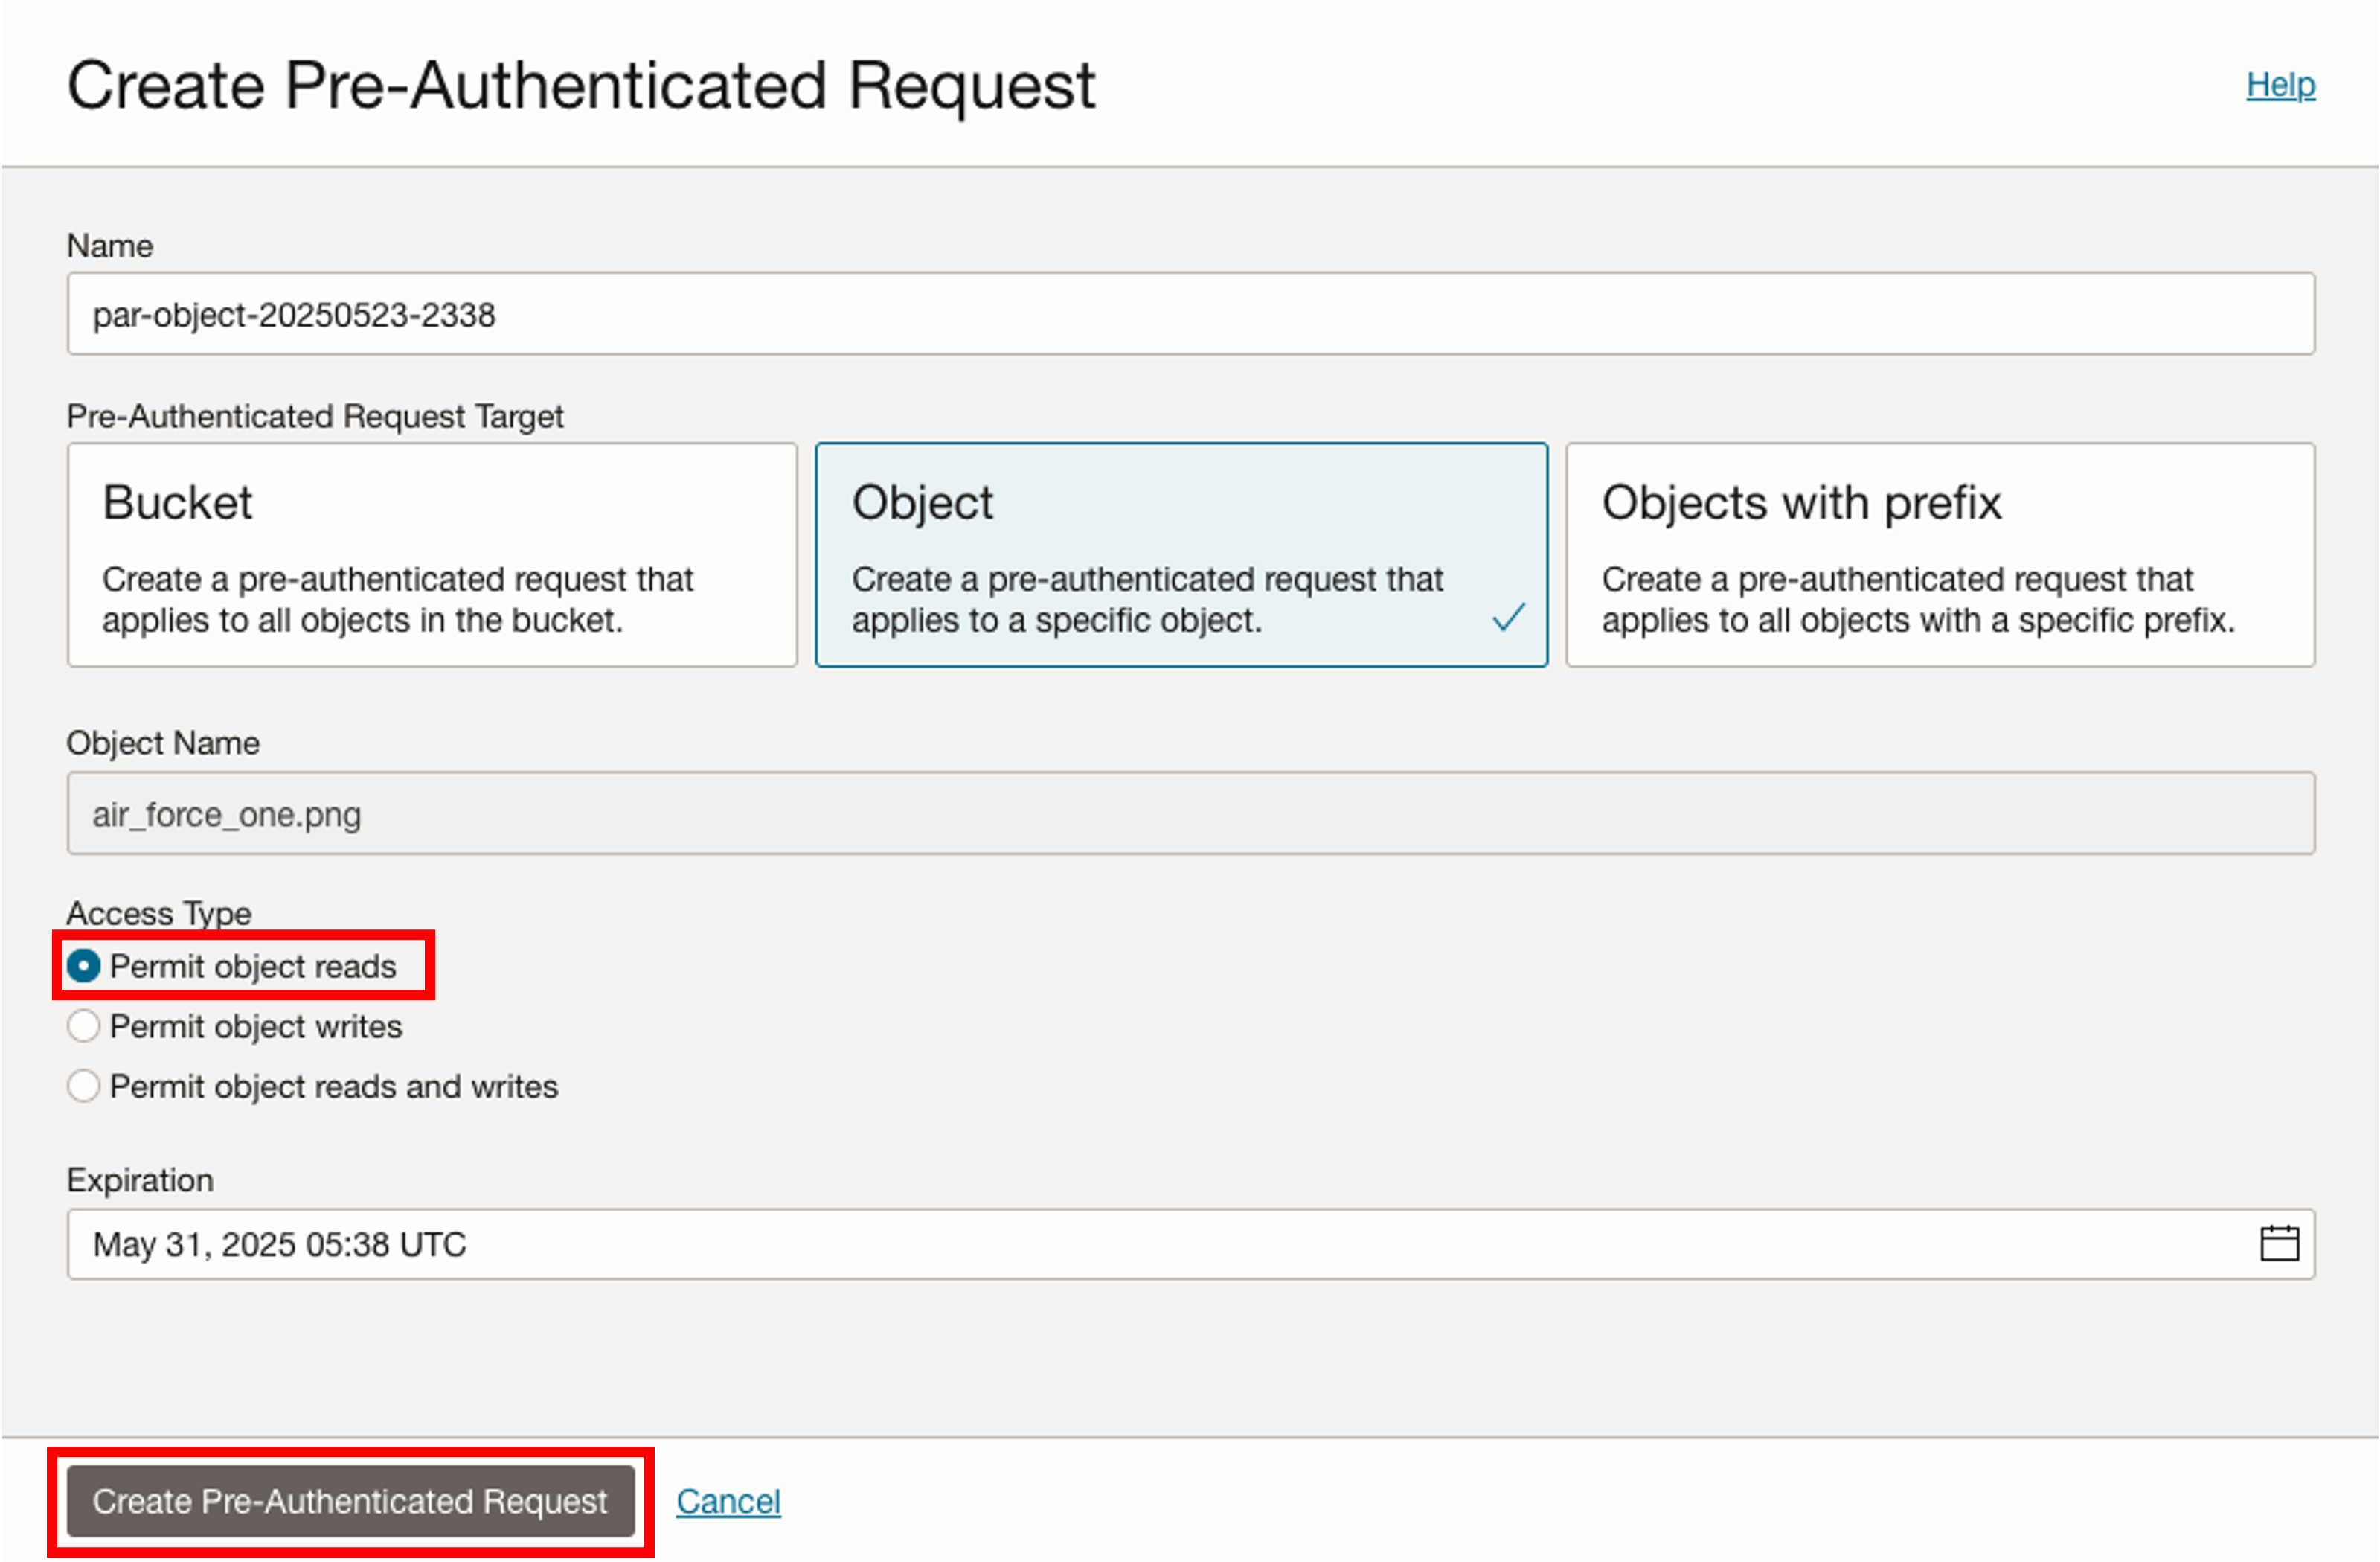 Create Pre-Authenticated Request
Help
Name
par-object-20250523-2338
Pre-Authenticated Request Target
Bucket
Create a pre-authenticated request that
applies to all objects in the bucket.
Object
Create a pre-authenticated request that
applies to a specific object.
Objects with prefix
Create a pre-authenticated request that
applies to all objects with a specific prefix.
Object Name
air_force_one.png
Access Type
Permit object reads
Permit object writes
Permit object reads and writes
Expiration
May 31, 2025 05:38 UTC
Create Pre-Authenticated Request
Cancel